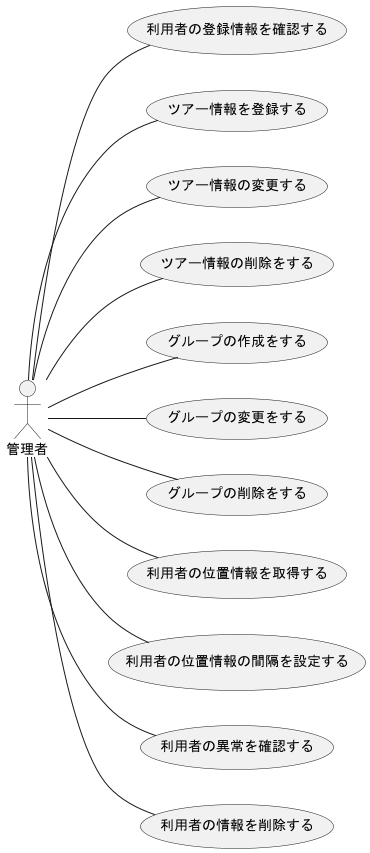 利用者の登録情報を確認する
ツアー情報を登録する
ツアー情報の変更する
ツアー情報の削除をする
グループの作成をする
グループの変更をする
管理者
グループの削除をする
利用者の位置情報を取得する
利用者の位置情報の間隔を設定する
利用者の異常を確認する
利用者の情報を削除する